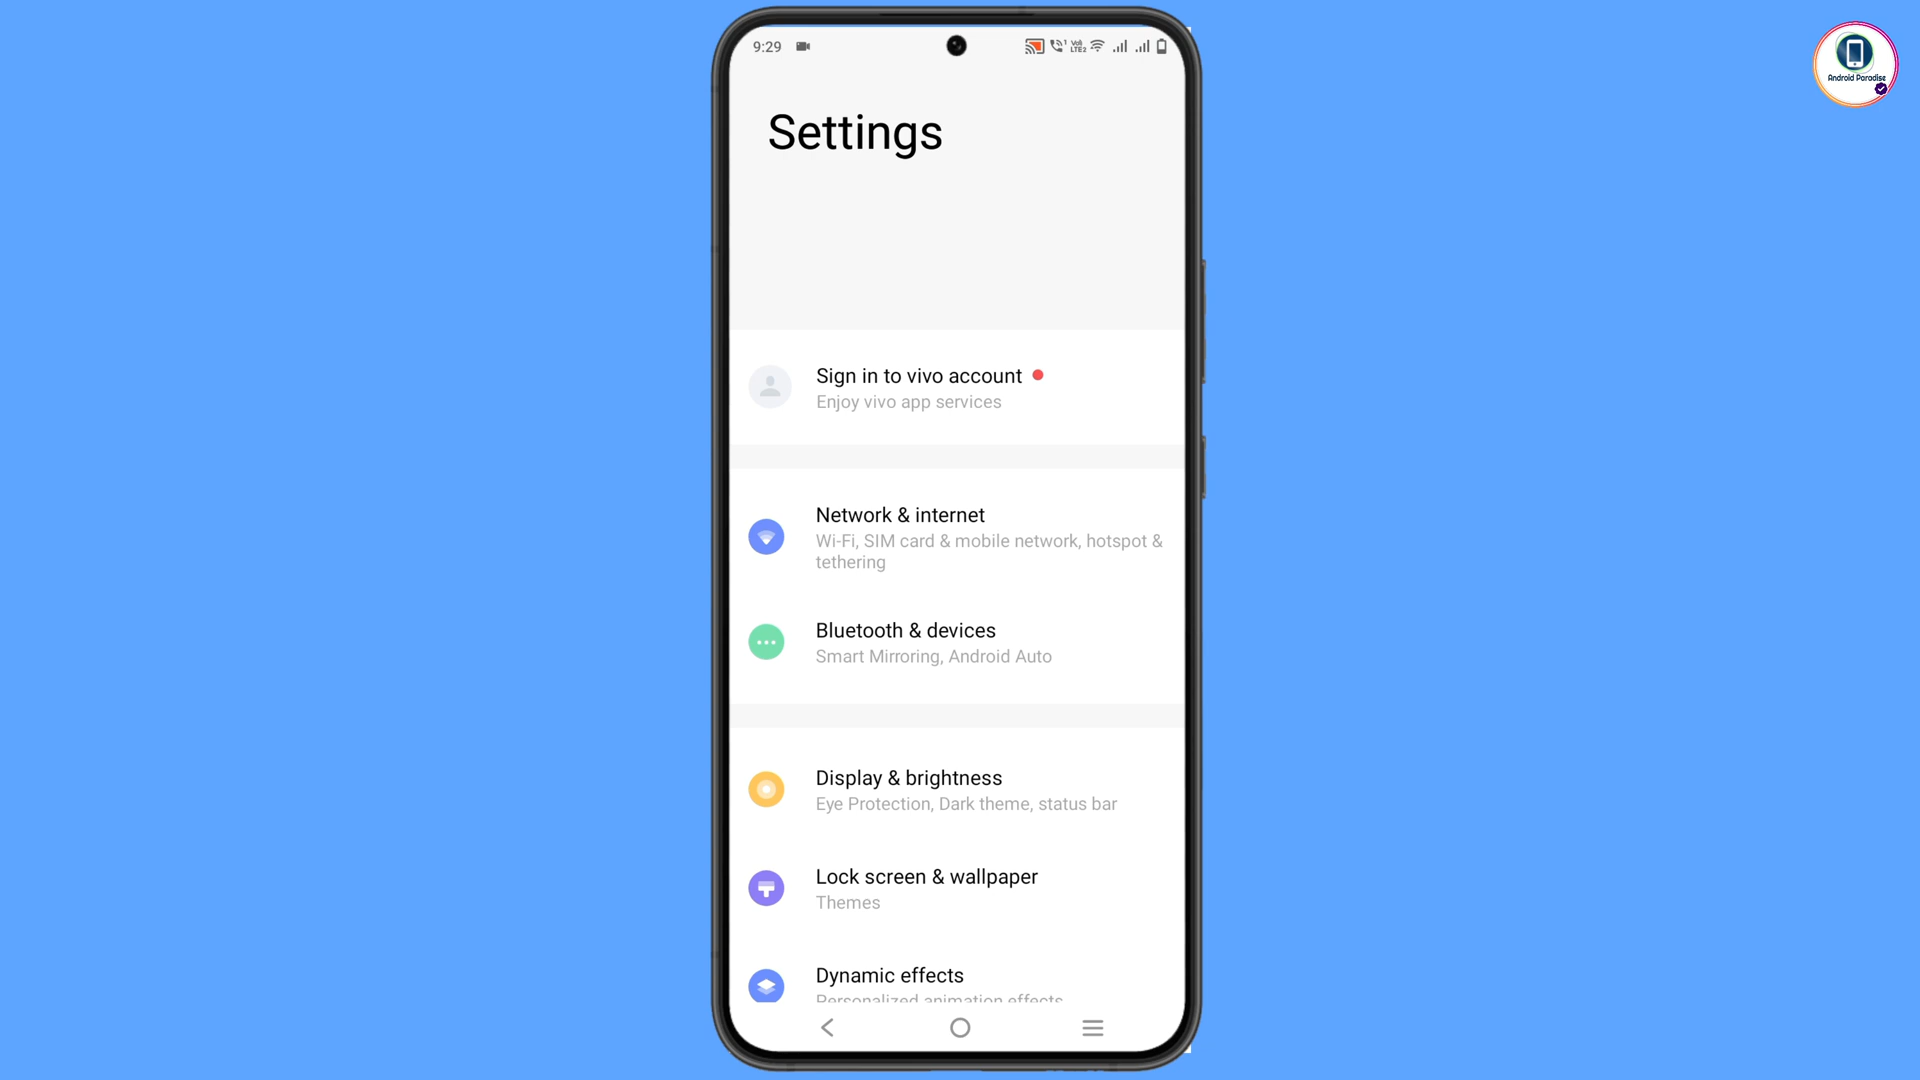 9:29
Vo)
LTE2
Android Paradise
Settings
Sign in to vivo account
Enjoy vivo app services
Network & internet
Wi-Fi, SIM card & mobile network, hotspot &
tethering
Bluetooth & devices
Smart Mirroring, Android Auto
Display & brightness
Eye Protection, Dark theme, status bar
Lock screen & wallpaper
Themes
Dynamic effects
Personalized animation effects